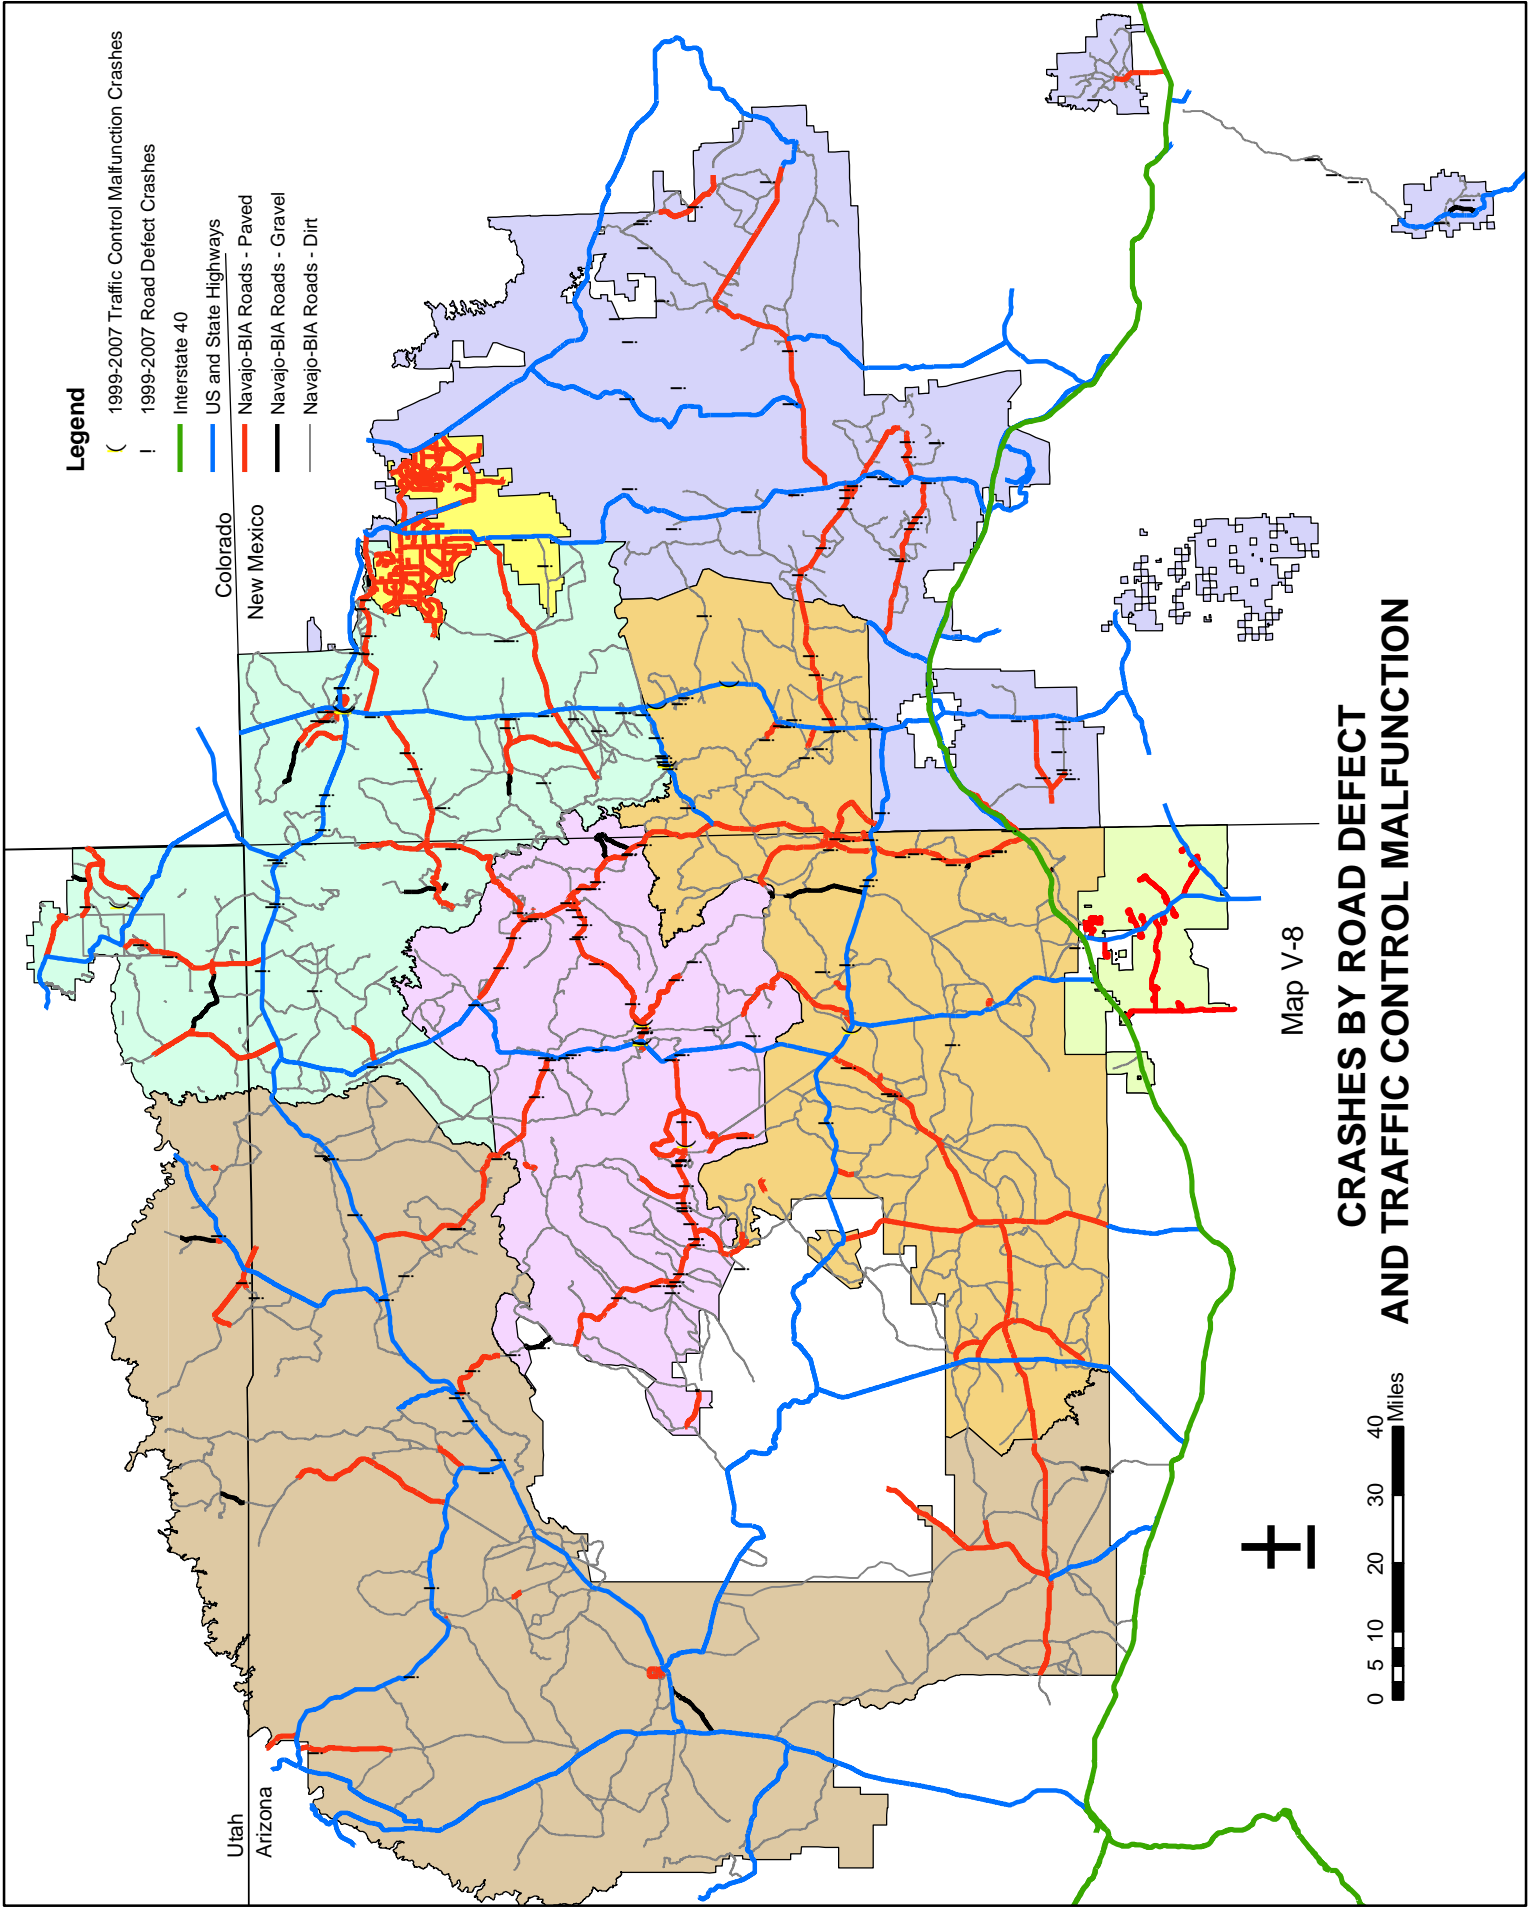 Legend
( 1999-2007 Traffic Control Malfunction Crashes
! 1999-2007 Road Defect Crashes
Interstate 40
US and State Highways
Navajo-BIA Roads - Paved
Navajo-BIA Roads - Gravel
Navajo-BIA Roads - Dirt
Colorado
New Mexico
Utah
Arizona
Map V-8
CRASHES BY ROAD DEFECT
AND TRAFFIC CONTROL MALFUNCTION
0 5 10 20 30 40
Miles